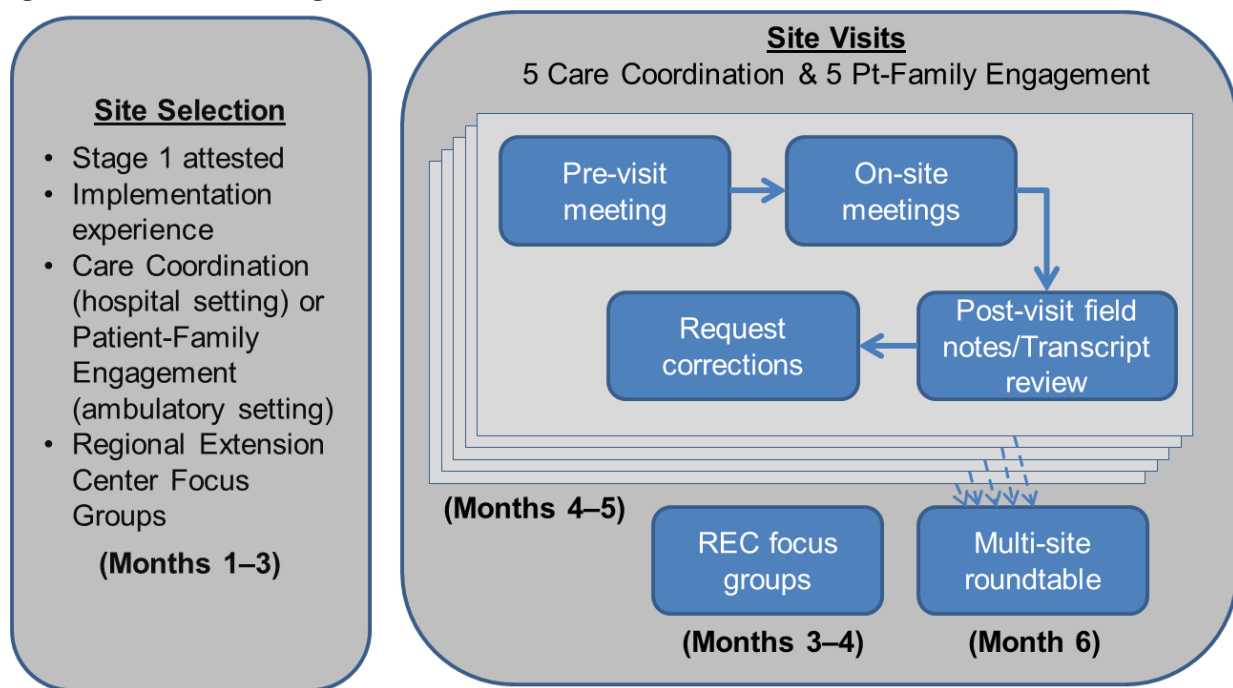 Site Selection
• Stage 1 attested
• Implementation
experience
• Care Coordination
(hospital setting) or
Patient-Family
Engagement
(ambulatory setting)
• Regional Extension
Center Focus
Groups
(Months 1–3)
Site Visits
5 Care Coordination & 5 Pt-Family Engagement
Pre-visit
meeting
On-site
meetings
Post-visit field
notes/Transcript
review
Request
corrections
(Months 4–5)
REC focus
groups
(Months 3–4)
Multi-site
roundtable
(Month 6)